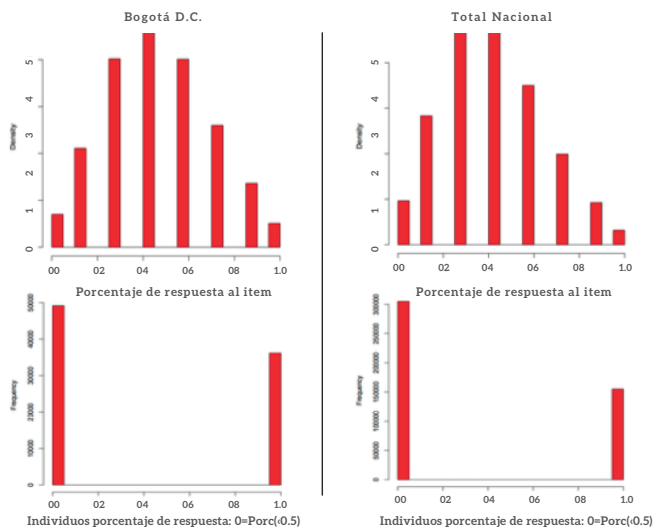 Bogotá D.C.
Density
5
4
3
2
1
0
00 02 04 06 08 1.0
Porcentaje de respuesta al item
Frequency
50000
40000
30000
20000
10000
0
00 02 04 06 08 1.0
Individuos porcentaje de respuesta: 0=Porc(‹0.5)
Total Nacional
Density
5
4
3
2
1
0
00 02 04 06 08 1.0
Porcentaje de respuesta al item
Frequency
300000
250000
200000
150000
100000
50000
0
00 02 04 06 08 1.0
Individuos porcentaje de respuesta: 0=Porc(‹0.5)